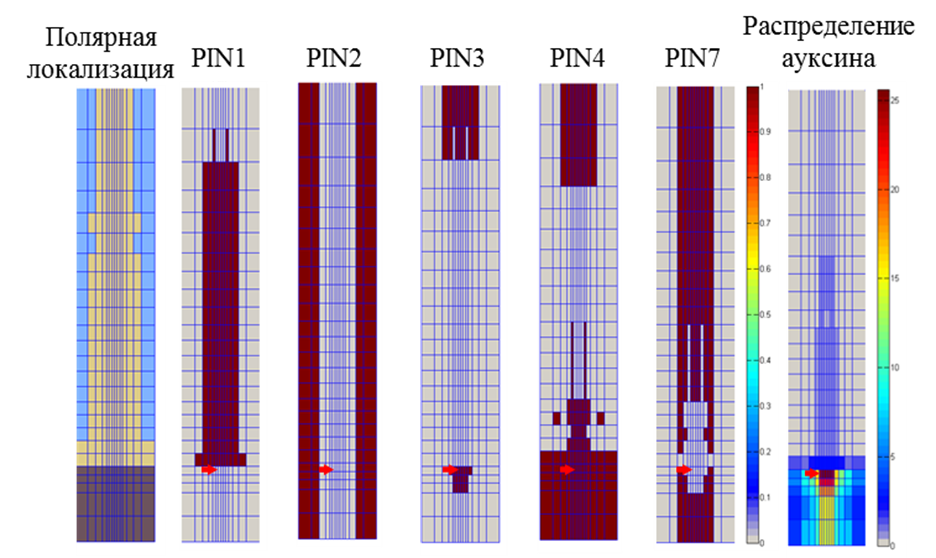 Полярная
локализация
PIN1
PIN2
PIN3
PIN4
PIN7
Распределение
ауксина
1
0.9
0.8
0.7
0.6
0.5
0.4
0.3
0.2
0.1
0
25
20
15
10
5
0